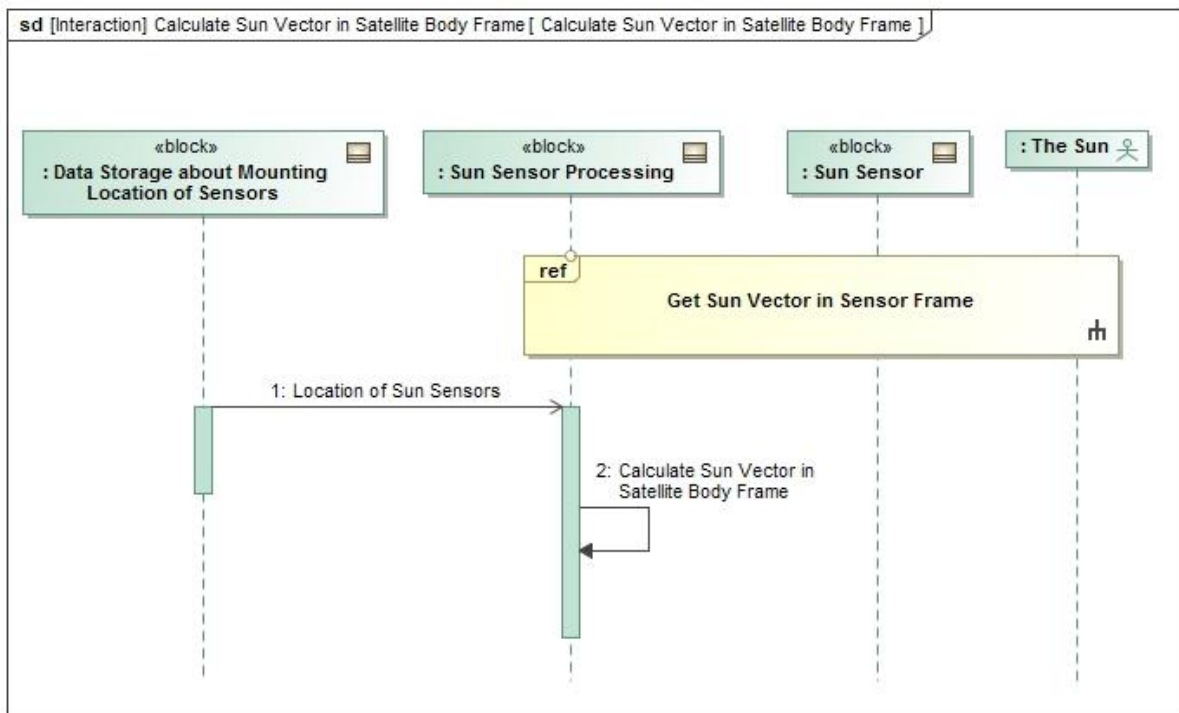 sd [Interaction] Calculate Sun Vector in Satellite Body Frame [ Calculate Sun Vector in Satellite Body Frame ]
«block»
: Data Storage about Mounting
Location of Sensors
«block»
: Sun Sensor Processing
«block»
: Sun Sensor
: The Sun
ref
Get Sun Vector in Sensor Frame
1: Location of Sun Sensors
2: Calculate Sun Vector in
Satellite Body Frame